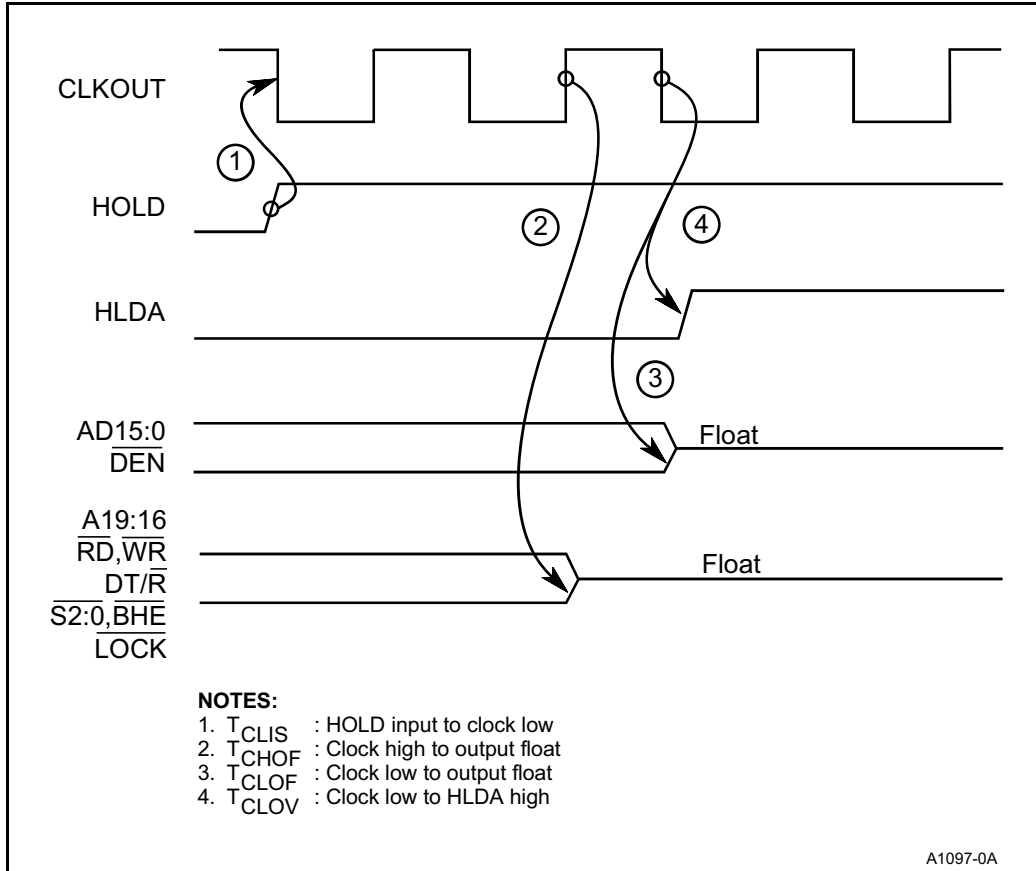 CLKOUT
1
HOLD
2
4
HLDA
3
AD15:0
DEN
Float
A19:16
RD,WR
DT/R
S2:0,BHE
LOCK
Float
NOTES:
1. TCLIS : HOLD input to clock low
2. TCHOF : Clock high to output float
3. TCLOF : Clock low to output float
4. TCLOV : Clock low to HLDA high
A1097-0A